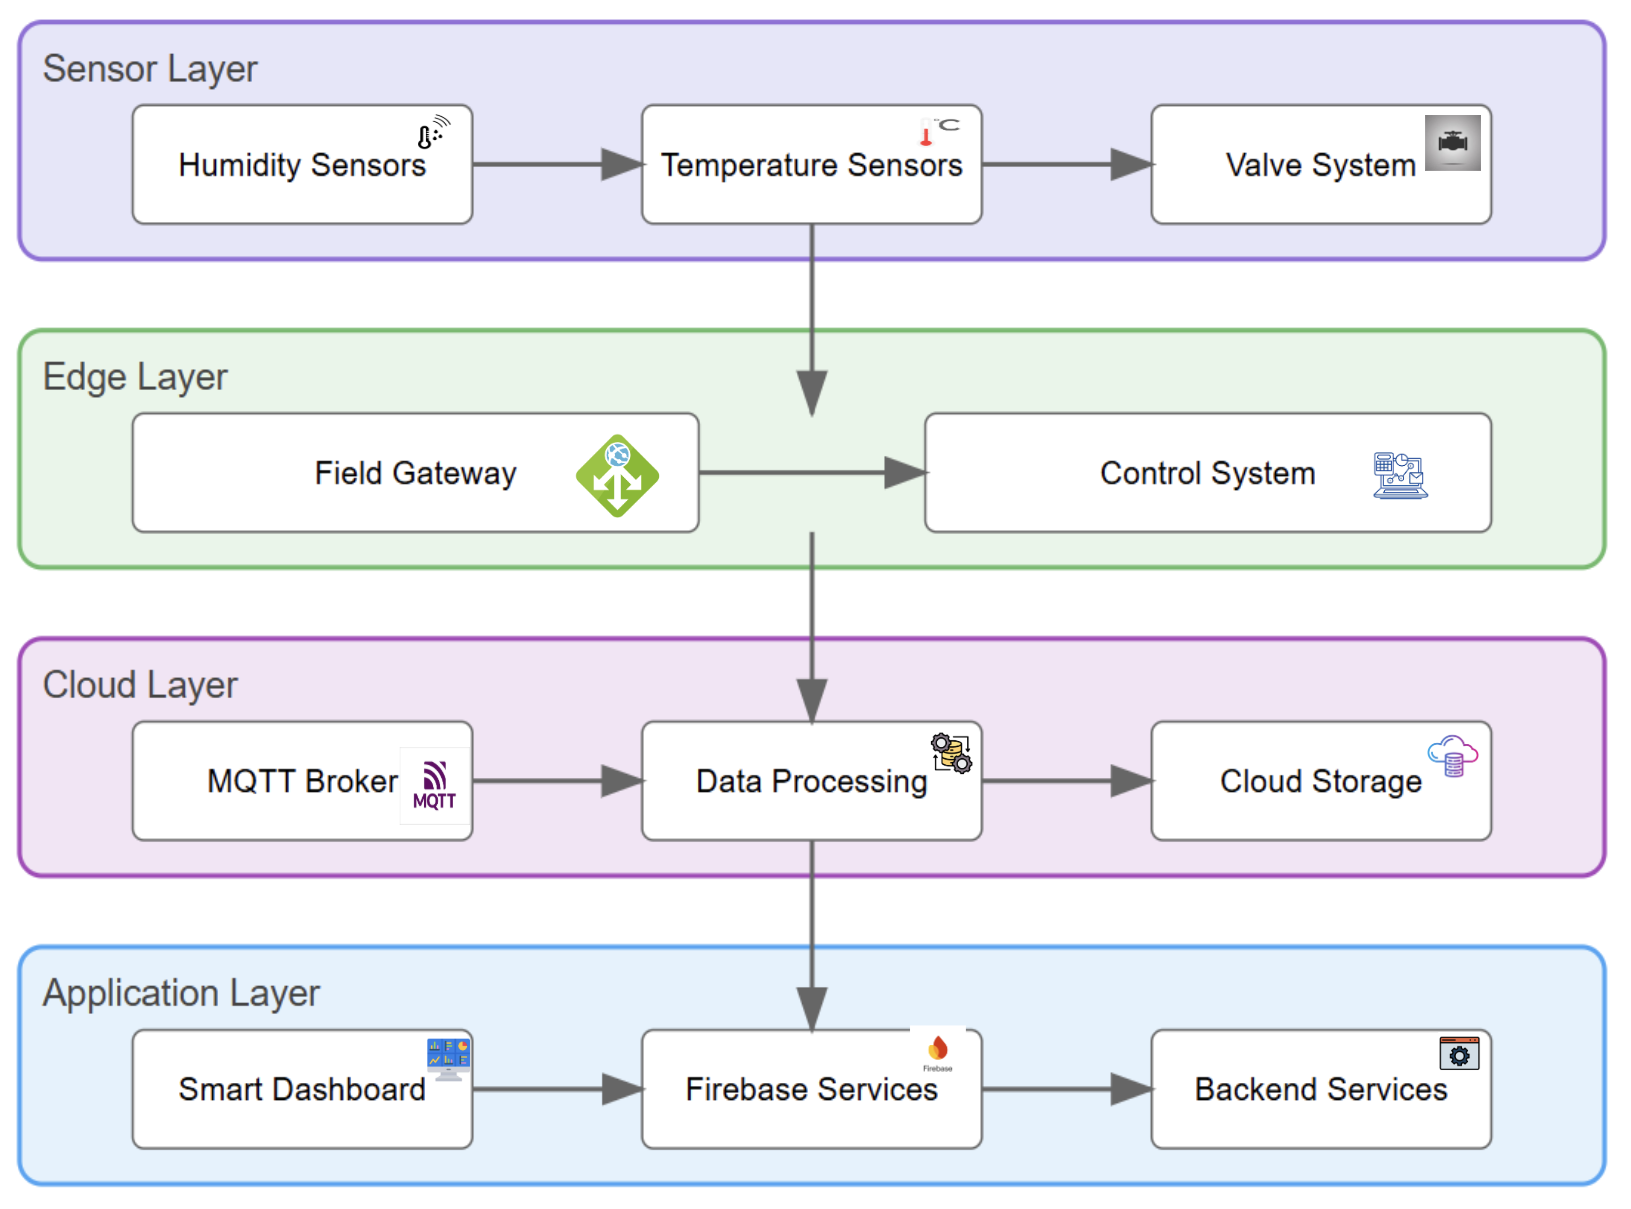 Sensor Layer
Humidity Sensors
°C
Temperature Sensors
Valve System
Edge Layer
Field Gateway
Control System
Cloud Layer
MQTT Broker
MQTT
Data Processing
Cloud Storage
Application Layer
Smart Dashboard
Firebase
Firebase Services
Backend Services